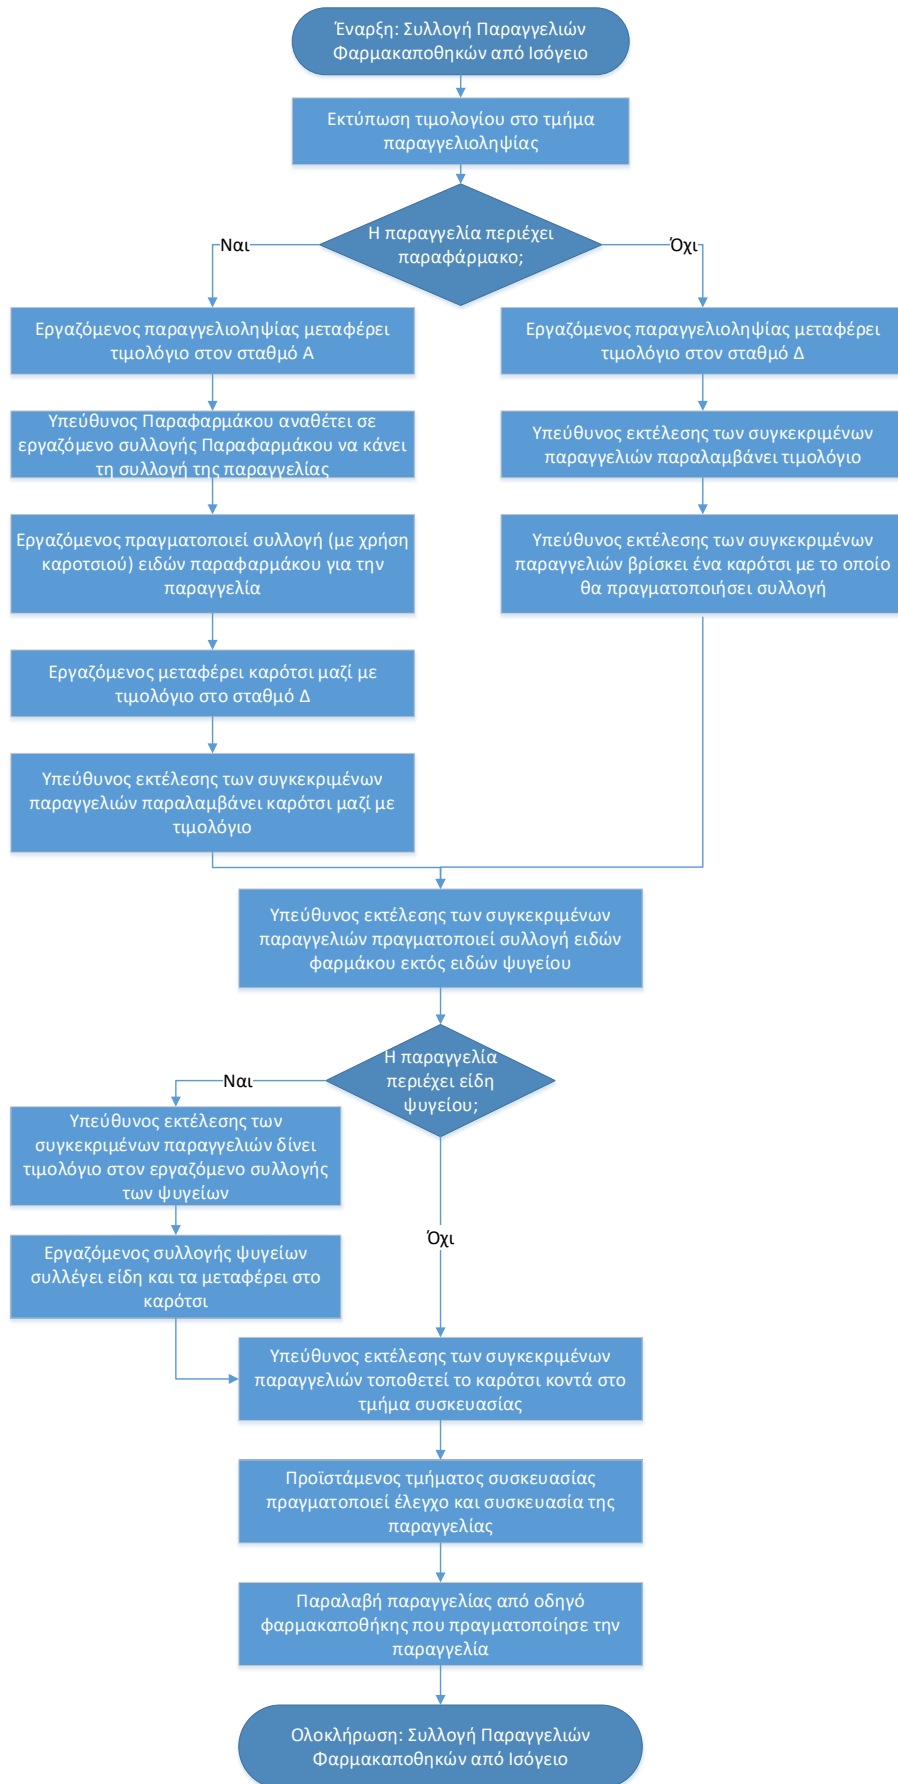 Έναρξη: Συλλογή Παραγγελιών
Φαρμακαποθηκών από Ισόγειο
Εκτύπωση τιμολογίου στο τμήμα
παραγγελιοληψίας
Η παραγγελία περιέχει
παραφάρμακο;
Ναι
Όχι
Εργαζόμενος παραγγελιοληψίας μεταφέρει
τιμολόγιο στον σταθμό Α
Υπεύθυνος Παραφαρμάκου αναθέτει σε
εργαζόμενο συλλογής Παραφαρμάκου να κάνει
τη συλλογή της παραγγελίας
Εργαζόμενος πραγματοποιεί συλλογή (με χρήση
καροτσιού) ειδών παραφαρμάκου για την
παραγγελία
Εργαζόμενος μεταφέρει καρότσι μαζί με
τιμολόγιο στο σταθμό Δ
Υπεύθυνος εκτέλεσης των συγκεκριμένων
παραγγελιών παραλαμβάνει καρότσι μαζί με
τιμολόγιο
Εργαζόμενος παραγγελιοληψίας μεταφέρει
τιμολόγιο στον σταθμό Δ
Υπεύθυνος εκτέλεσης των συγκεκριμένων
παραγγελιών παραλαμβάνει τιμολόγιο
Υπεύθυνος εκτέλεσης των συγκεκριμένων
παραγγελιών βρίσκει ένα καρότσι με το οποίο
θα πραγματοποιήσει συλλογή
Υπεύθυνος εκτέλεσης των συγκεκριμένων
παραγγελιών πραγματοποιεί συλλογή ειδών
φαρμάκου εκτός ειδών ψυγείου
Η παραγγελία
περιέχει είδη
ψυγείου;
Ναι
Υπεύθυνος εκτέλεσης των
συγκεκριμένων παραγγελιών δίνει
τιμολόγιο στον εργαζόμενο συλλογής
των ψυγείων
Εργαζόμενος συλλογής ψυγείων
συλλέγει είδη και τα μεταφέρει στο
καρότσι
Όχι
Υπεύθυνος εκτέλεσης των συγκεκριμένων
παραγγελιών τοποθετεί το καρότσι κοντά στο
τμήμα συσκευασίας
Προϊστάμενος τμήματος συσκευασίας
πραγματοποιεί έλεγχο και συσκευασία της
παραγγελίας
Παραλαβή παραγγελίας από οδηγό
φαρμακαποθήκης που πραγματοποίησε την
παραγγελία
Ολοκλήρωση: Συλλογή Παραγγελιών
Φαρμακαποθηκών από Ισόγειο